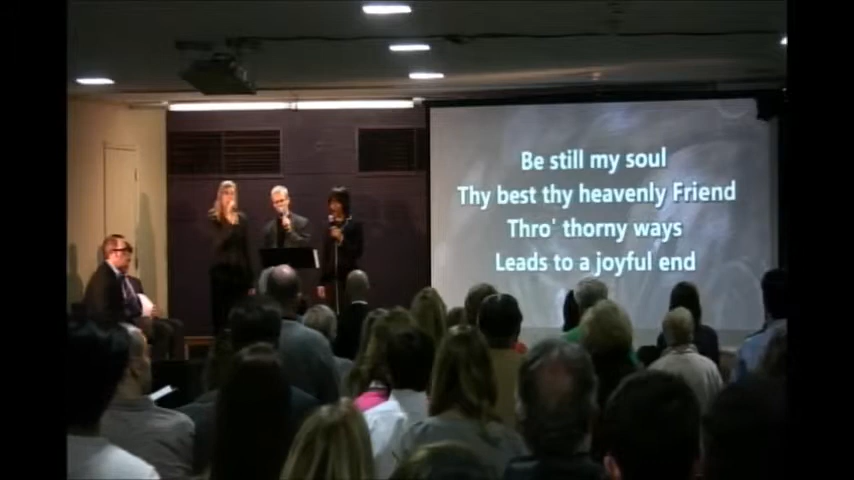 Be still my soul
Thy best thy heavenly Friend
Thro' thorny ways
Leads to a joyful end